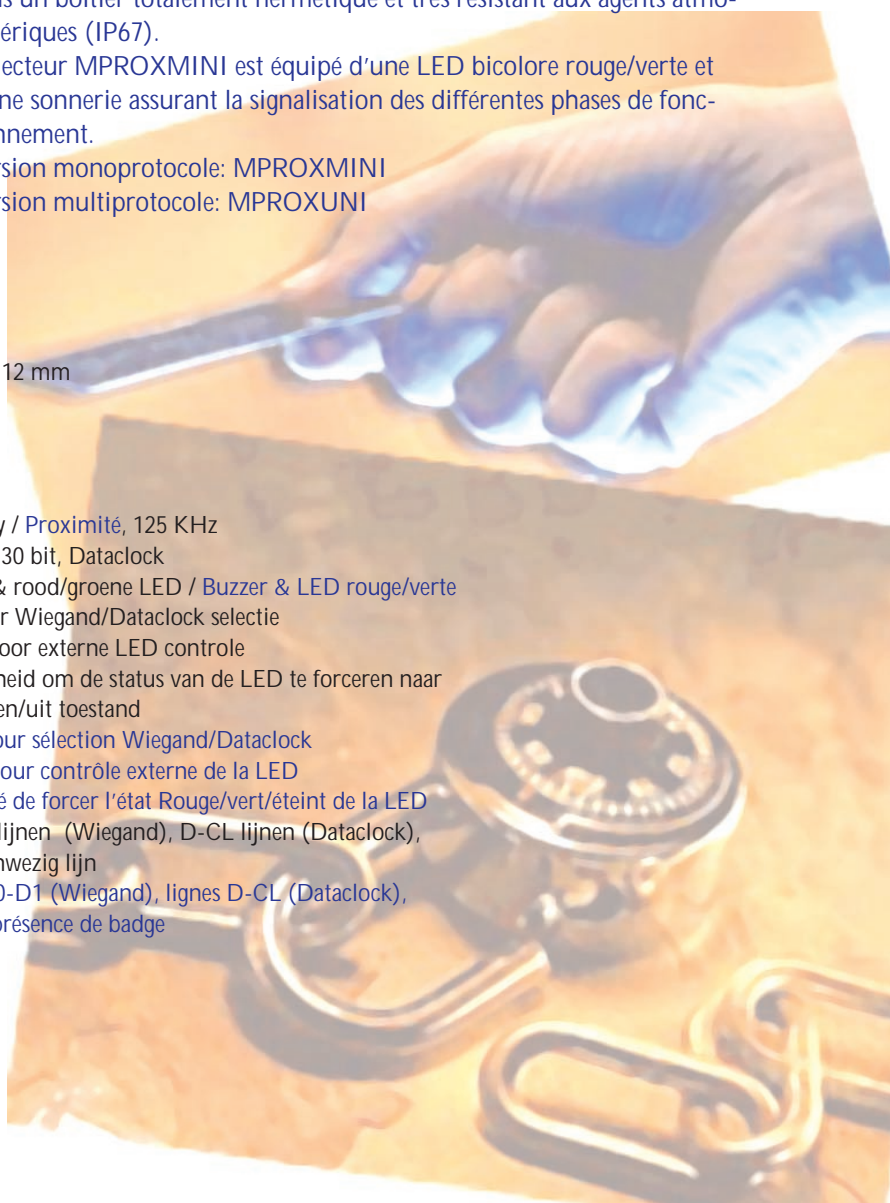 un boîtier totalement hermétique et très résistant aux agents atmo-
ériques (IP67).
lecteur MPROXMINI est équipé d'une LED bicolore rouge/verte et
ne sonnerie assurant la signalisation des différentes phases de fonc-
nnement.
rsion monoprotocole: MPROXMINI
rsion multiprotocole: MPROXUNI
12 mm
y / Proximité, 125 KHz
30 bit, Dataclock
& rood/groene LED / Buzzer & LED rouge/verte
r Wiegand/Dataclock selectie
oor externe LED controle
heid om de status van de LED te forceren naar
en/uit toestand
our sélection Wiegand/Dataclock
our contrôle externe de la LED
é de forcer l'état Rouge/vert/éteint de la LED
lijnen (Wiegand), D-CL lijnen (Dataclock),
nwezig lijn
0-D1 (Wiegand), lignes D-CL (Dataclock),
présence de badge